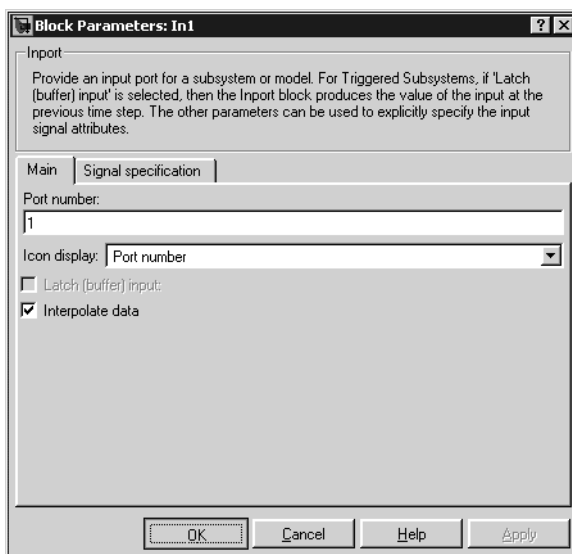 Block Parameters: In1
Inport
Provide an input port for a subsystem or model. For Triggered Subsystems, if 'Latch
(buffer) input' is selected, then the Inport block produces the value of the input at the
previous time step. The other parameters can be used to explicitly specify the input
signal attributes.
Main Signal specification
Port number:
1
Icon display: Port number
Latch (buffer) input:
Interpolate data
OK Cancel Help Apply